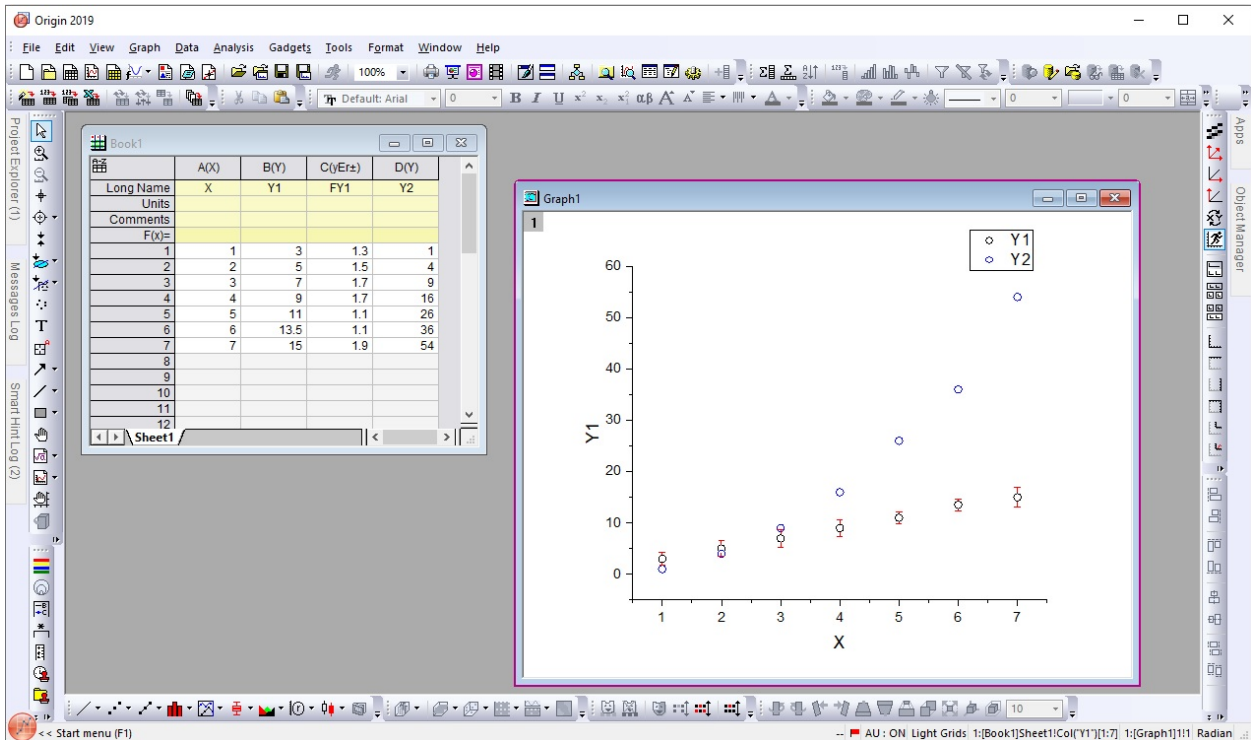 Origin 2019
File Edit View Graph Data Analysis Gadgets Tools Format Window Help
100%
Default: Arial 0 B I U x² x₂ αβ A A A 0 0
Project Explorer (1)
Messages Log
Smart Hint Log (2)
Apps
Object Manager
Book1
A(X) B(Y) C(yEr±) D(Y)
Long Name X Y1 FY1 Y2
Units
Comments
F(x)=
1 1 3 1.3 1
2 2 5 1.5 4
3 3 7 1.7 9
4 4 9 1.7 16
5 5 11 1.1 26
6 6 13.5 1.1 36
7 7 15 1.9 54
8
9
10
11
12
Sheet1
Graph1
1
Y1
Y2
60
50
40
30
20
10
0
Y1
1 2 3 4 5 6 7
X
T
10
<< Start menu (F1)
-- AU : ON Light Grids 1:[Book1]Sheet1!Col("Y1")[1:7] 1:[Graph1]1!1 Radian